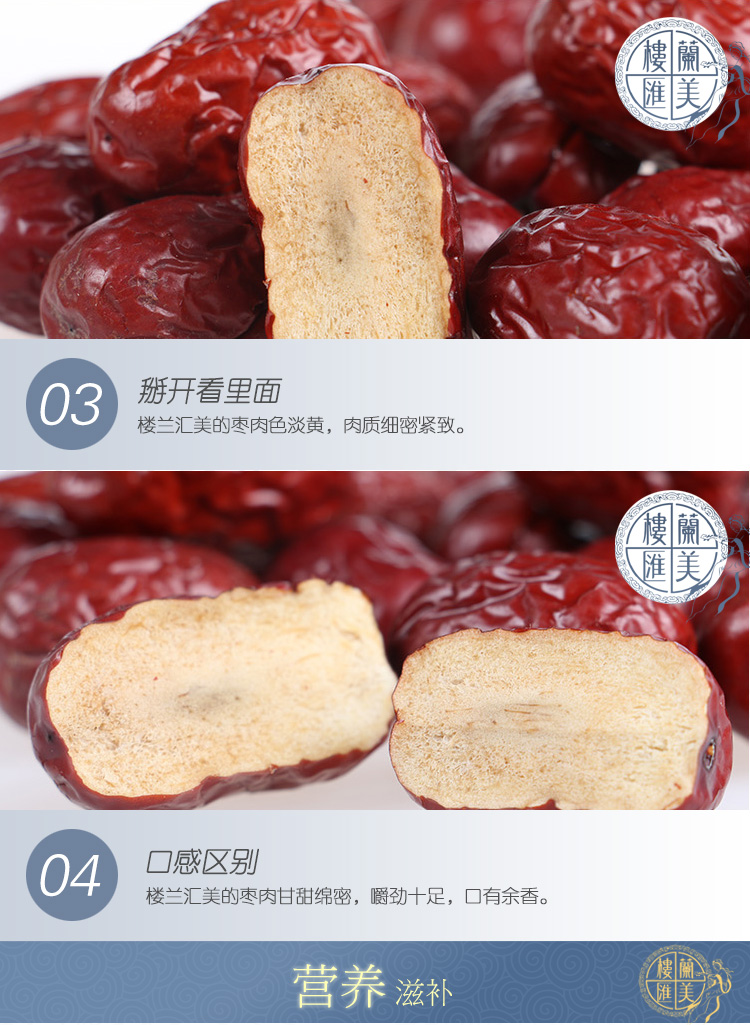 樓蘭
匯美
03
掰开看里面
楼兰汇美的枣肉色淡黄，肉质细密紧致。
樓蘭
匯美
04
口感区别
楼兰汇美的枣肉甘甜绵密，嚼劲十足，口有余香。
营养 滋补
樓蘭
匯美